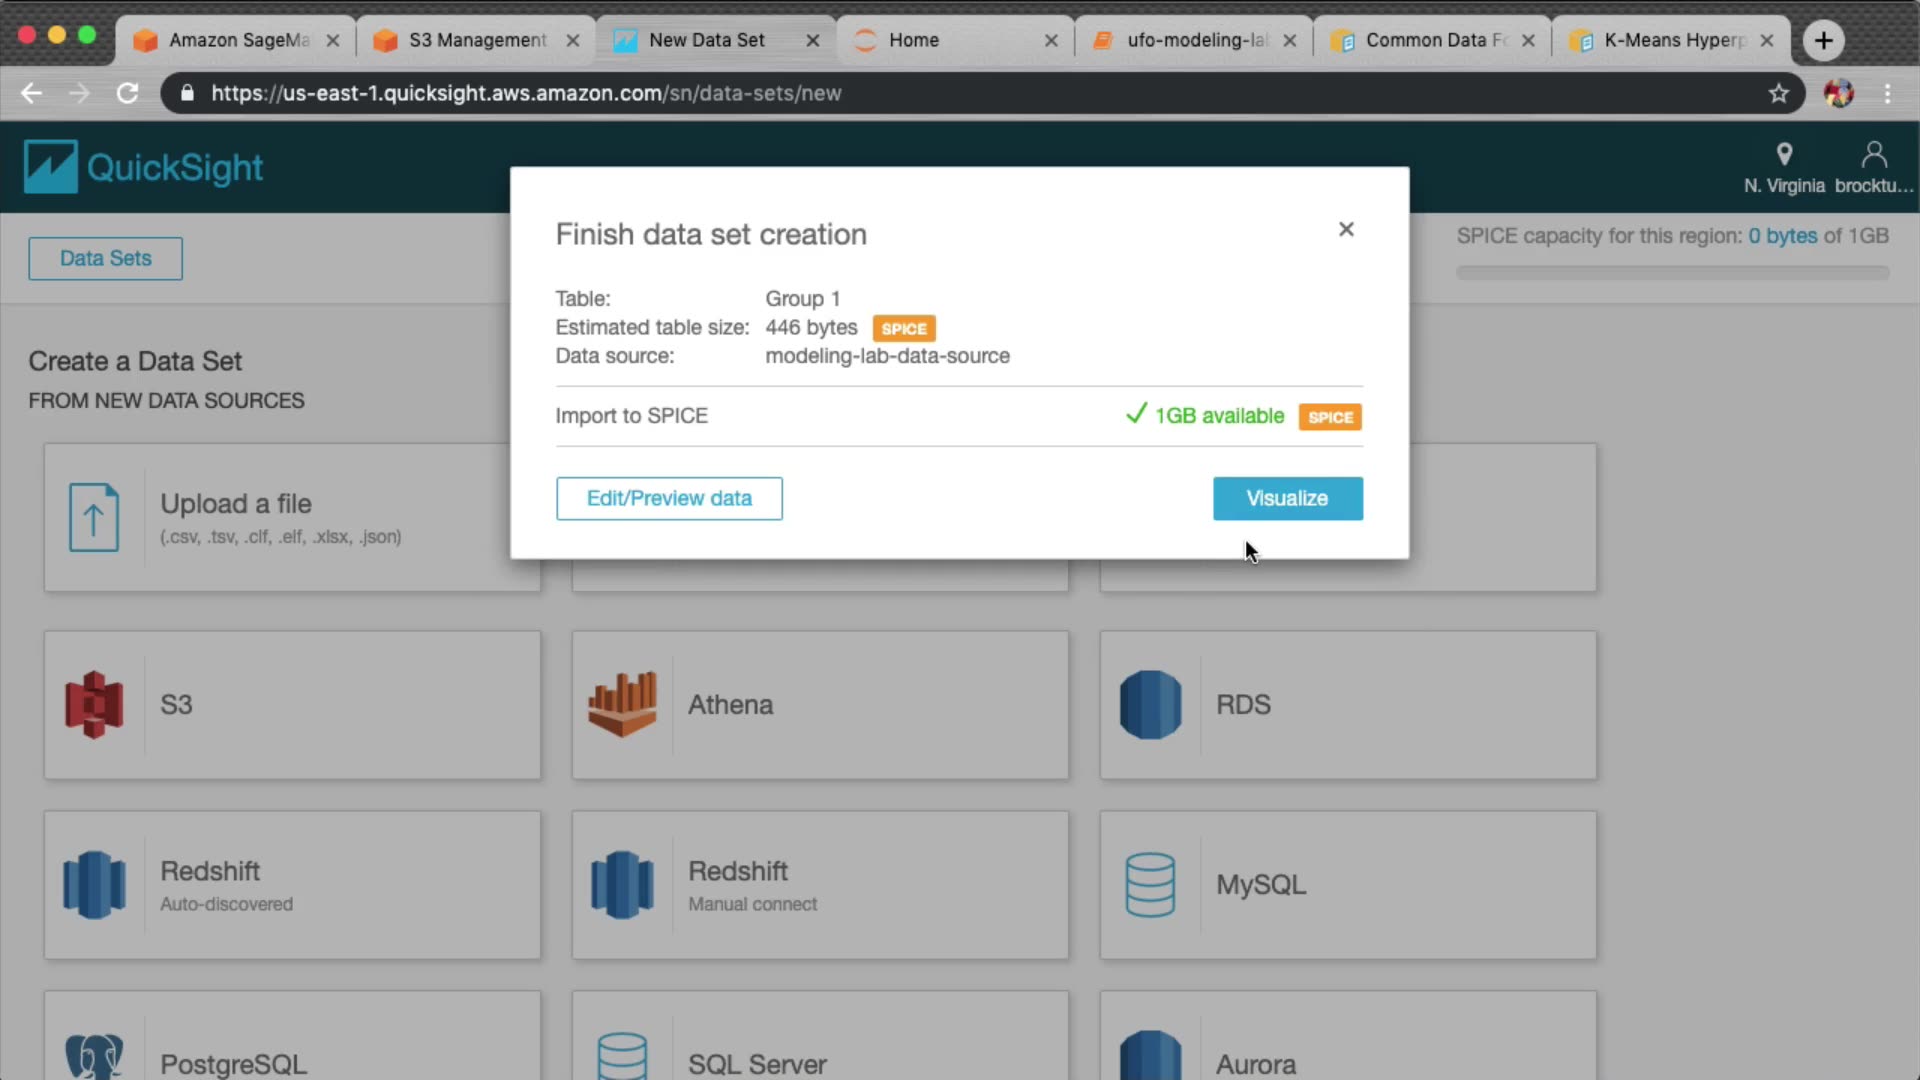 Amazon SageMa
S3 Management
New Data Set
Home
ufo-modeling-la
Common Data Fo
K-Means Hyperp
https://us-east-1.quicksight.aws.amazon.com/sn/data-sets/new
QuickSight
N. Virginia
brocktu...
Data Sets
SPICE capacity for this region: 0 bytes of 1GB
Finish data set creation
Table: Group 1
Estimated table size: 446 bytes SPICE
Data source: modeling-lab-data-source
Import to SPICE
1GB available SPICE
Edit/Preview data
Visualize
Create a Data Set
FROM NEW DATA SOURCES
Upload a file
(.csv, .tsv, .clf, .elf, .xlsx, .json)
S3
Athena
RDS
Redshift
Auto-discovered
Redshift
Manual connect
MySQL
PostgreSQL
SQL Server
Aurora